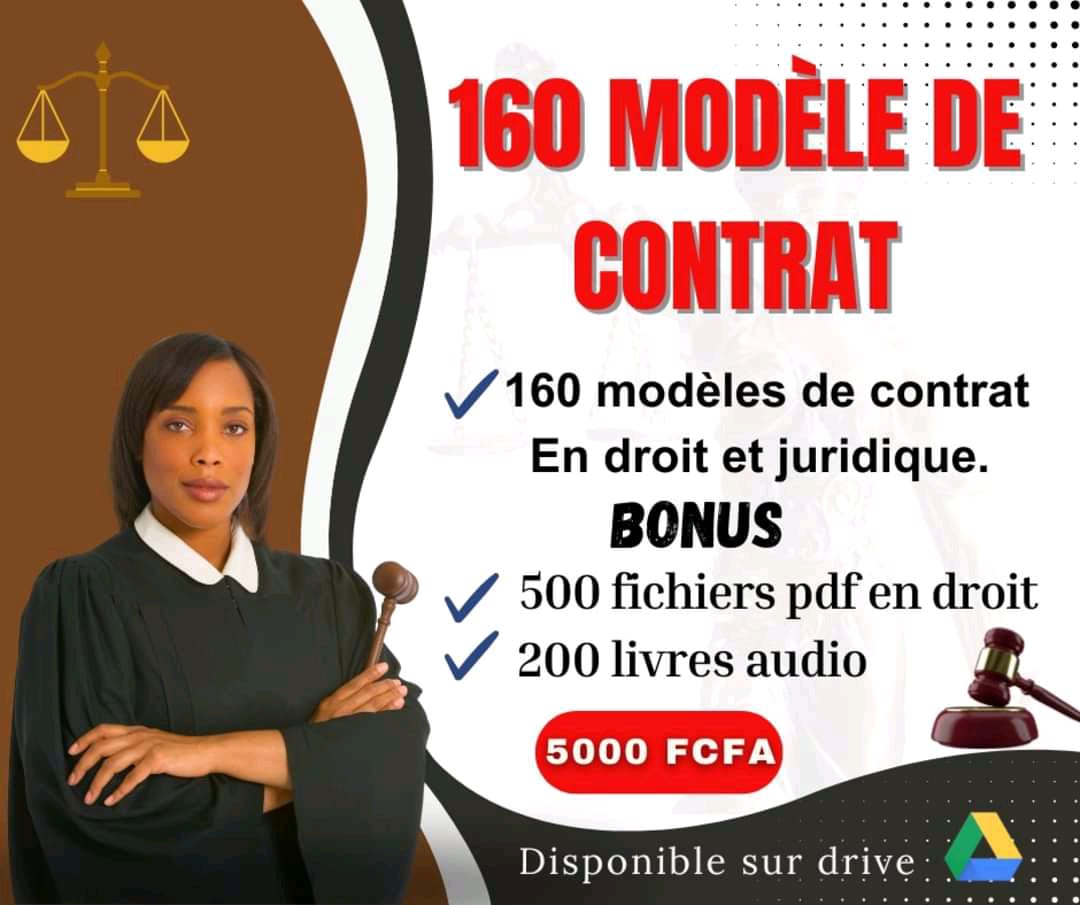 160 MODÈLE DE
CONTRAT
160 modèles de contrat
En droit et juridique.
BONUS
500 fichiers pdf en droit
200 livres audio
5000 FCFA
Disponible sur drive